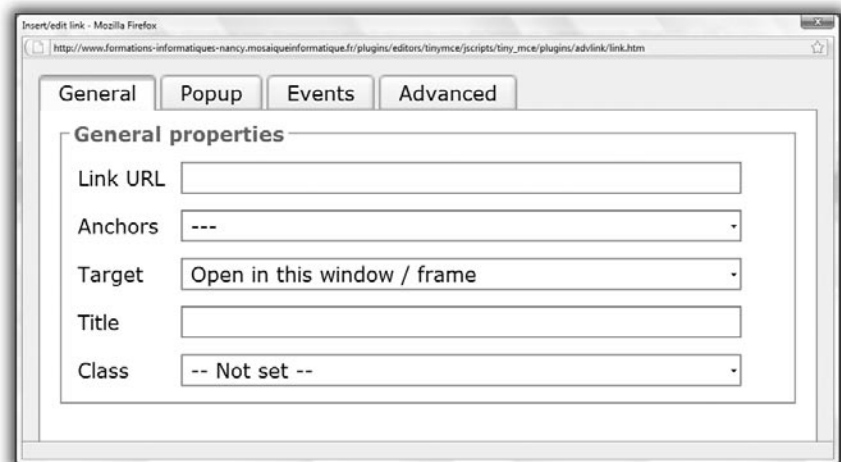 Insert/edit link - Mozilla Firefox
http://www.formations-informatiques-nancy.mosaiqueinformatique.fr/plugins/editors/tinymce/jscripts/tiny_mce/plugins/advlink/link.htm
General Popup Events Advanced
General properties
Link URL
Anchors ---
Target Open in this window / frame
Title
Class -- Not set --